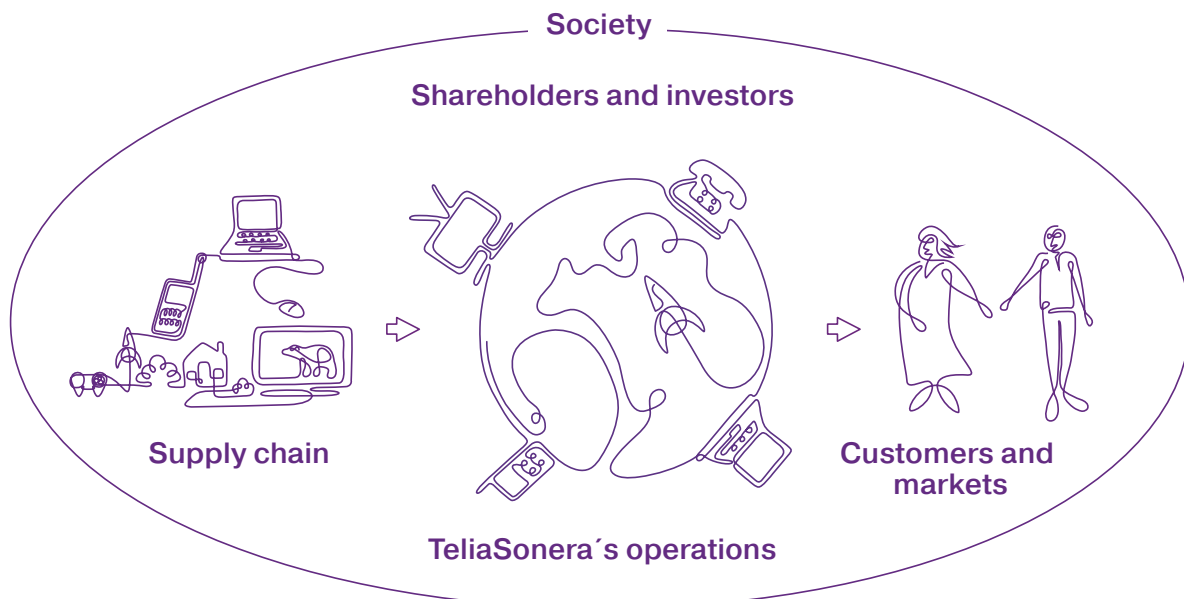 Society
Shareholders and investors
Supply chain
Customers and
markets
TeliaSonera´s operations